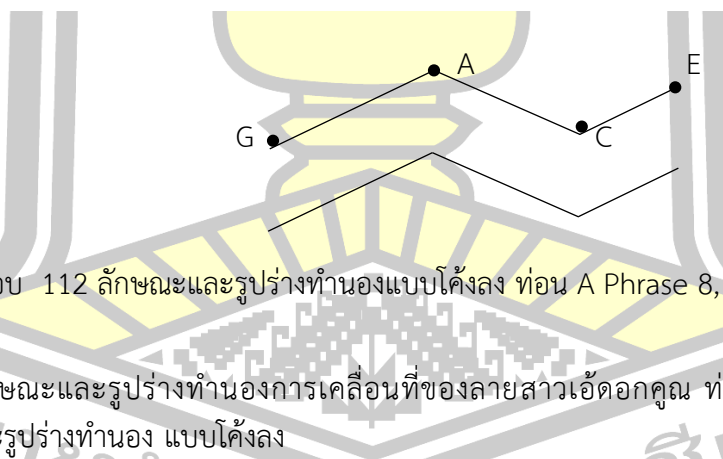 A
E
G
C
อบ 112 ลักษณะและรูปร่างทำนองแบบโค้งลง ท่อน A Phrase 8,
ษณะและรูปร่างทำนองการเคลื่อนที่ของลายสาวเอ้ดอกคูณ ท่
ะรูปร่างทำนอง แบบโค้งลง